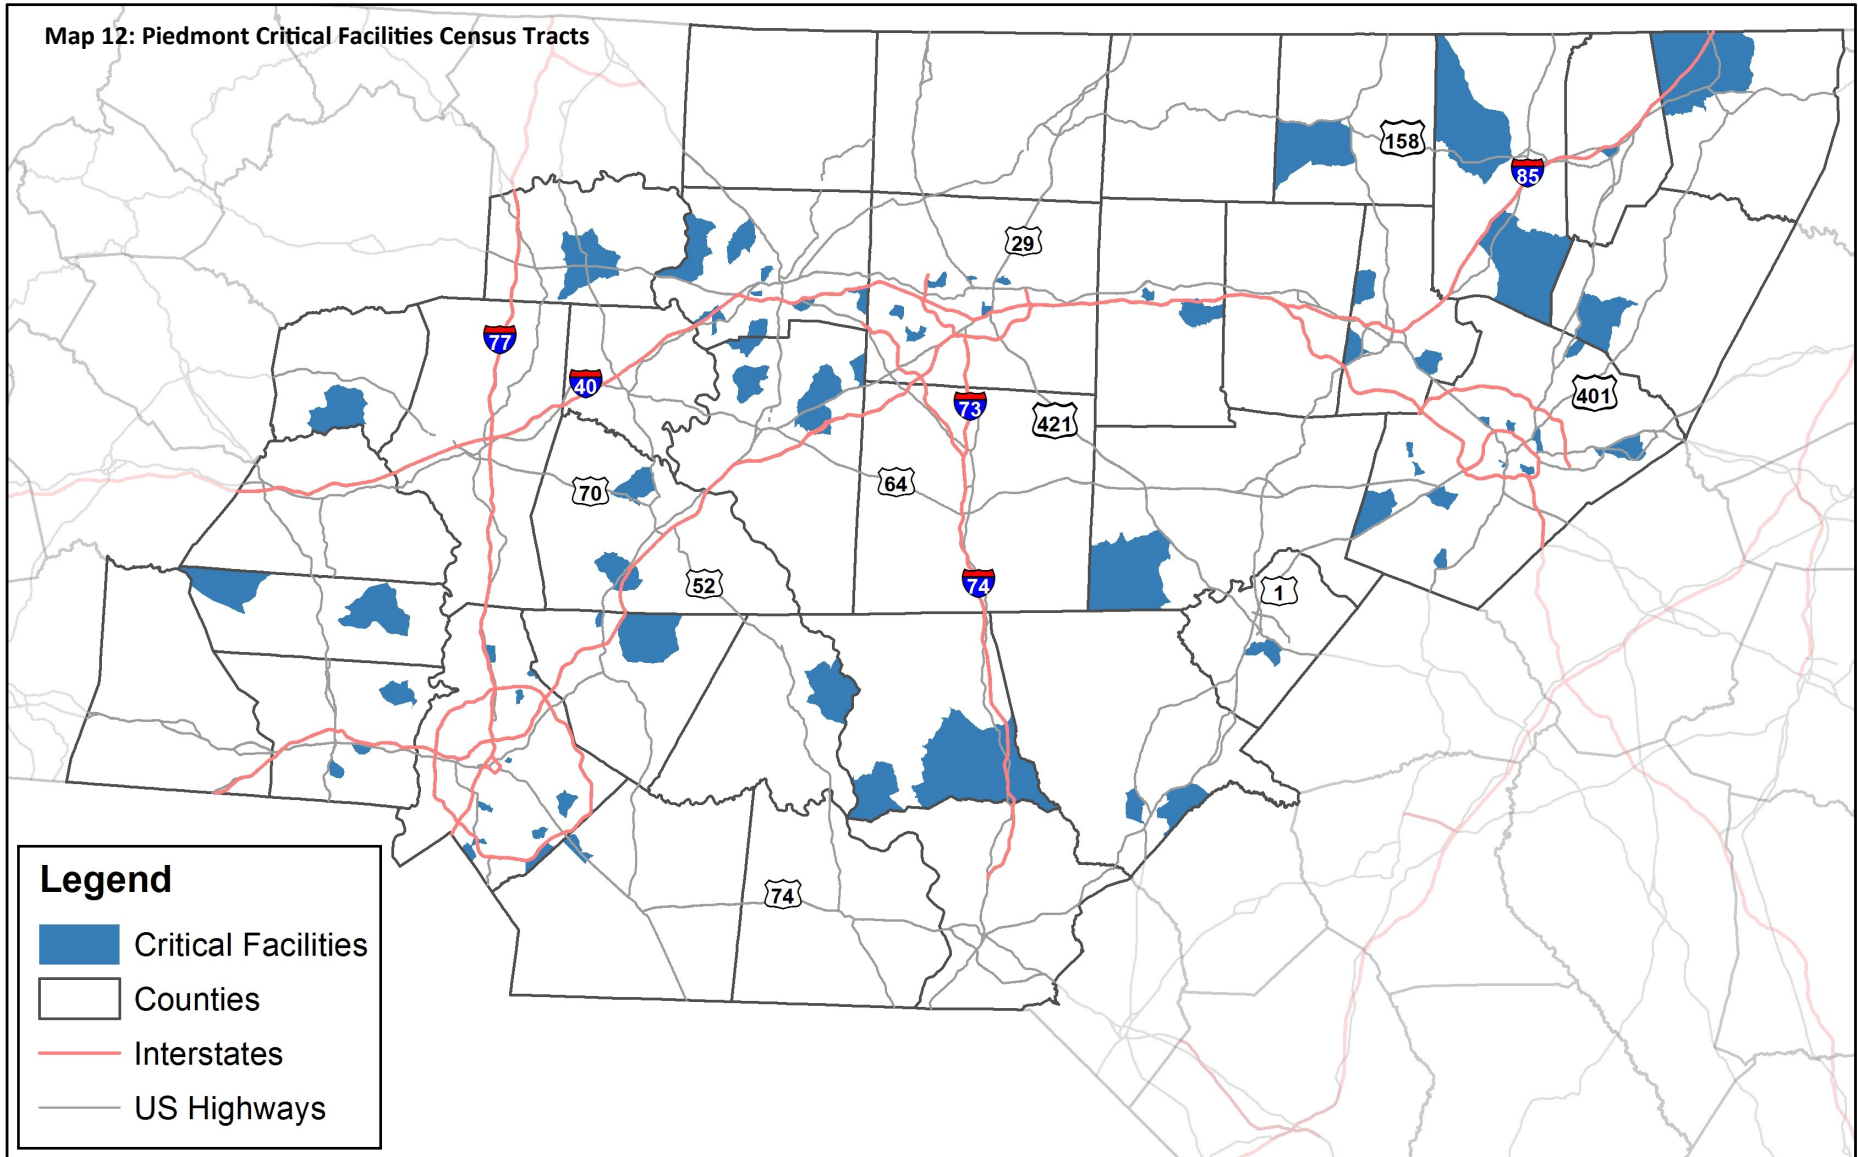 Map 12: Piedmont Critical Facilities Census Tracts
158
85
29
77
40
73
421
401
70
64
52
74
1
74
Legend
Critical Facilities
Counties
Interstates
US Highways